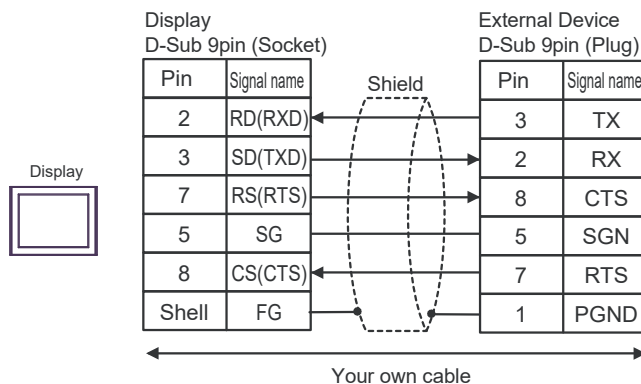 Display
D-Sub 9pin (Socket)
External Device
D-Sub 9pin (Plug)
Pin Signal name Shield Pin Signal name
2 RD(RXD) 3 TX
3 SD(TXD) 2 RX
Display
7 RS(RTS) 8 CTS
5 SG 5 SGN
8 CS(CTS) 7 RTS
Shell FG 1 PGND
Your own cable